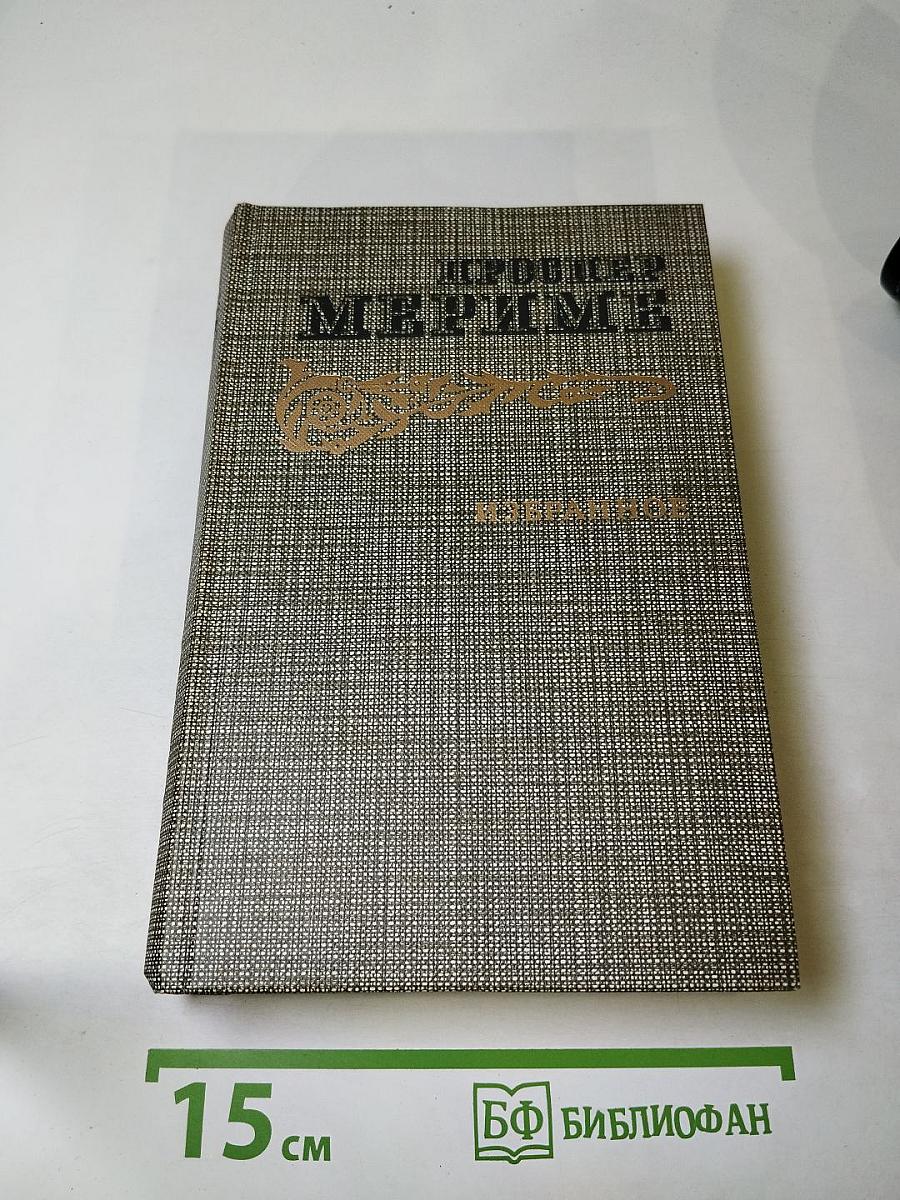 ПРОСПЕР
МЕРИМЕ
ИЗБРАННОЕ
15 см
БФ БИБЛИОФАН